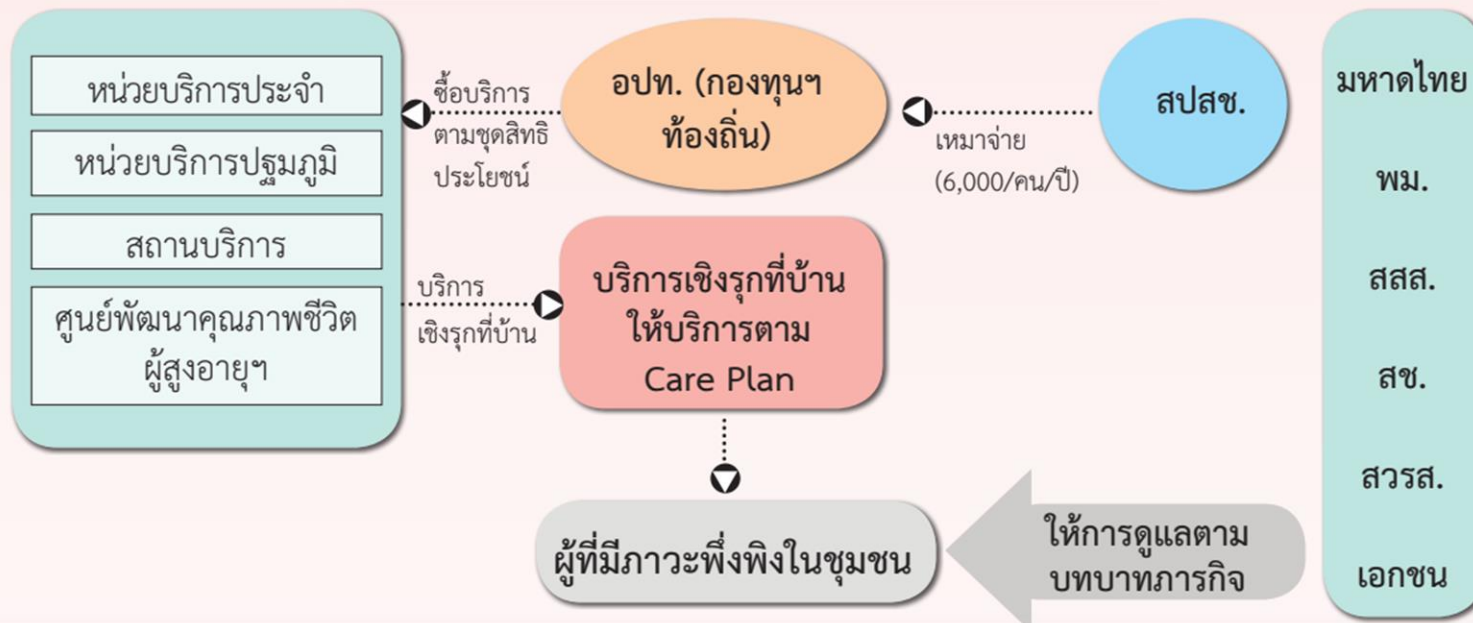 หน่วยบริการประจำ
หน่วยบริการปฐมภูมิ
สถานบริการ
ศูนย์พัฒนาคุณภาพชีวิต
ผู้สูงอายุฯ
ซื้อบริการ
ตามชุดสิทธิ
ประโยชน์
อปท. (กองทุนฯ
ท้องถิ่น)
เหมาจ่าย
(6,000/คน/ปี)
สปสช.
บริการ
เชิงรุกที่บ้าน
บริการเชิงรุกที่บ้าน
ให้บริการตาม
Care Plan
ผู้ที่มีภาวะพึ่งพิงในชุมชน
ให้การดูแลตาม
บทบาทภารกิจ
มหาดไทย
พม.
สสส.
สช.
สวรส.
เอกชน